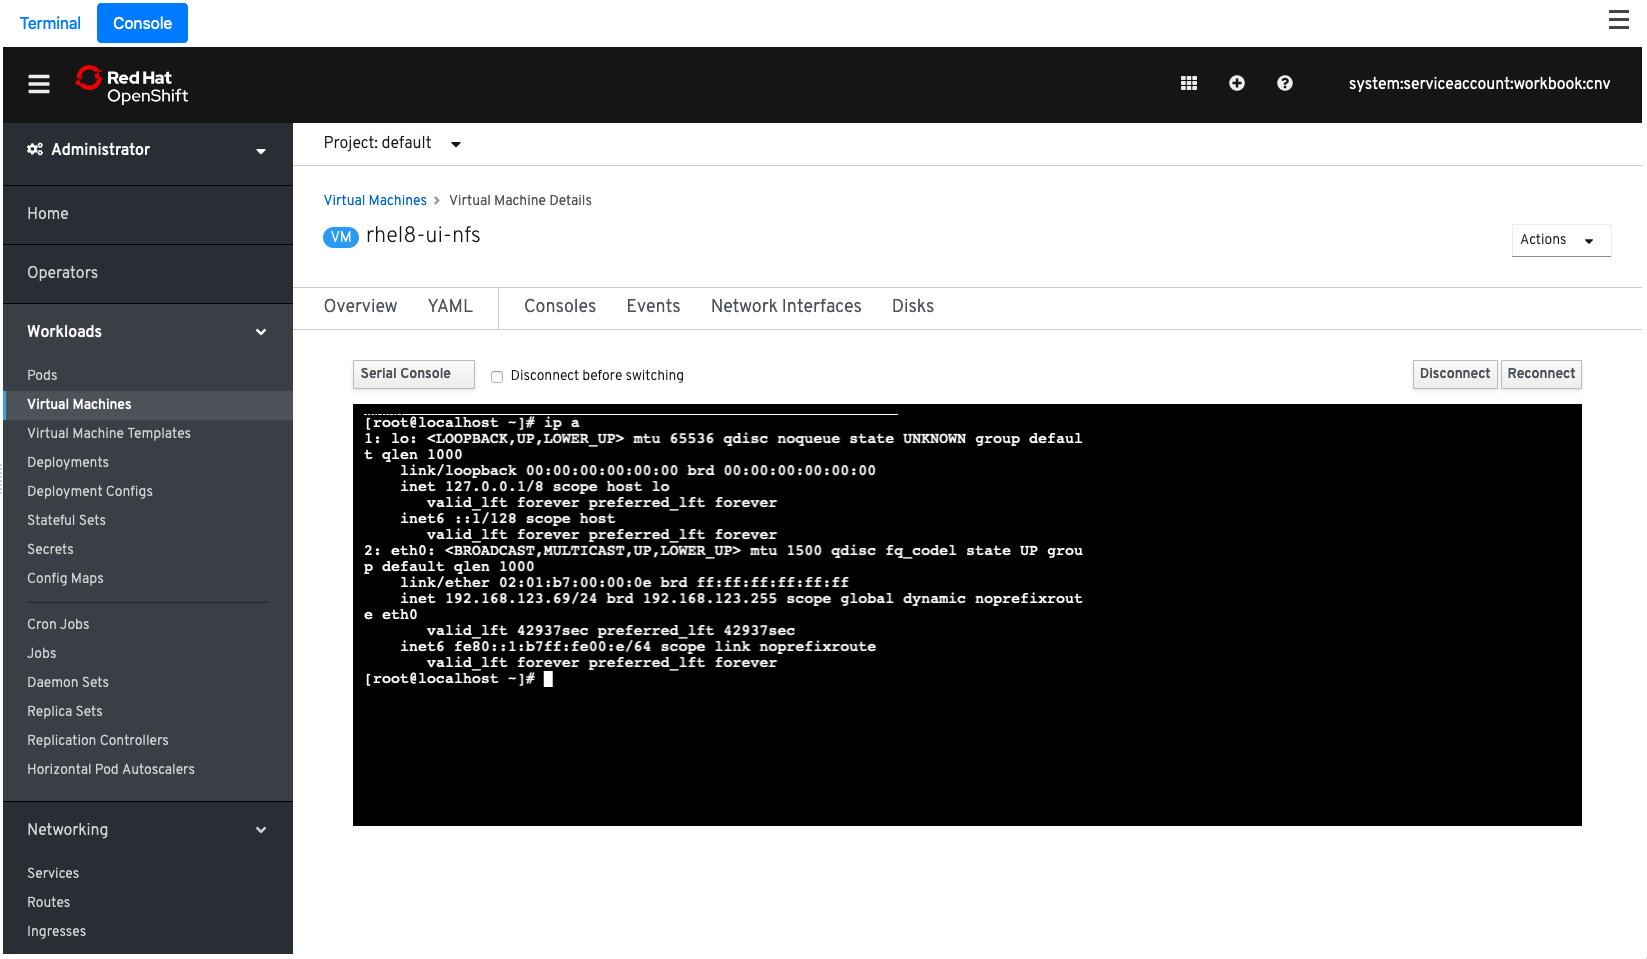 Terminal
Console
Red Hat
OpenShift
system:serviceaccount:workbook:cnv
Administrator
Project: default
Home
Virtual Machines > Virtual Machine Details
VM rhel8-ui-nfs
Actions
Operators
Overview YAML Consoles Events Network Interfaces Disks
Workloads
Pods
Virtual Machines
Virtual Machine Templates
Deployments
Deployment Configs
Stateful Sets
Secrets
Config Maps
Cron Jobs
Jobs
Daemon Sets
Replica Sets
Replication Controllers
Horizontal Pod Autoscalers
Networking
Services
Routes
Ingresses
Serial Console
Disconnect before switching
Disconnect
Reconnect
[root@localhost ~]# ip a
1: lo: <LOOPBACK,UP,LOWER_UP> mtu 65536 qdisc noqueue state UNKNOWN group defaul
t qlen 1000
link/loopback 00:00:00:00:00:00 brd 00:00:00:00:00:00
inet 127.0.0.1/8 scope host lo
valid_lft forever preferred_lft forever
inet6 ::1/128 scope host
valid_lft forever preferred_lft forever
2: eth0: <BROADCAST,MULTICAST,UP,LOWER_UP> mtu 1500 qdisc fq_codel state UP grou
p default qlen 1000
link/ether 02:01:b7:00:00:0e brd ff:ff:ff:ff:ff:ff
inet 192.168.123.69/24 brd 192.168.123.255 scope global dynamic noprefixrout
e eth0
valid_lft 42937sec preferred_lft 42937sec
inet6 fe80::1:b7ff:fe00:e/64 scope link noprefixroute
valid_lft forever preferred_lft forever
[root@localhost ~]#